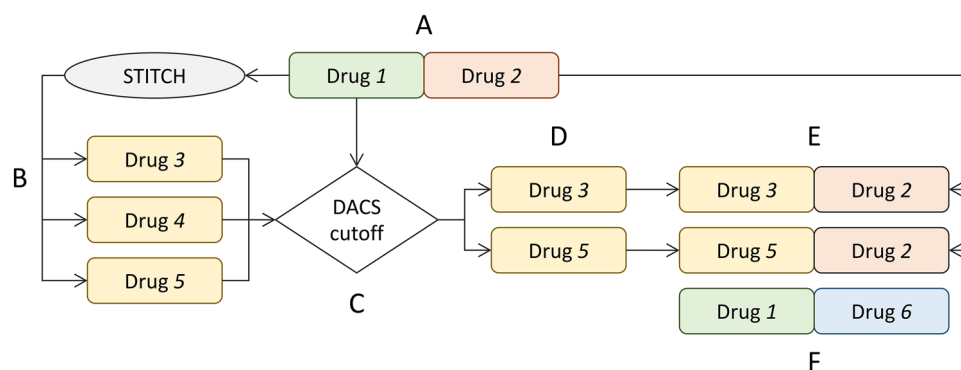 A
STITCH
Drug 1
Drug 2
B
Drug 3
Drug 4
Drug 5
DACS
cutoff
C
D
Drug 3
Drug 5
E
Drug 3
Drug 2
Drug 5
Drug 2
Drug 1
Drug 6
F